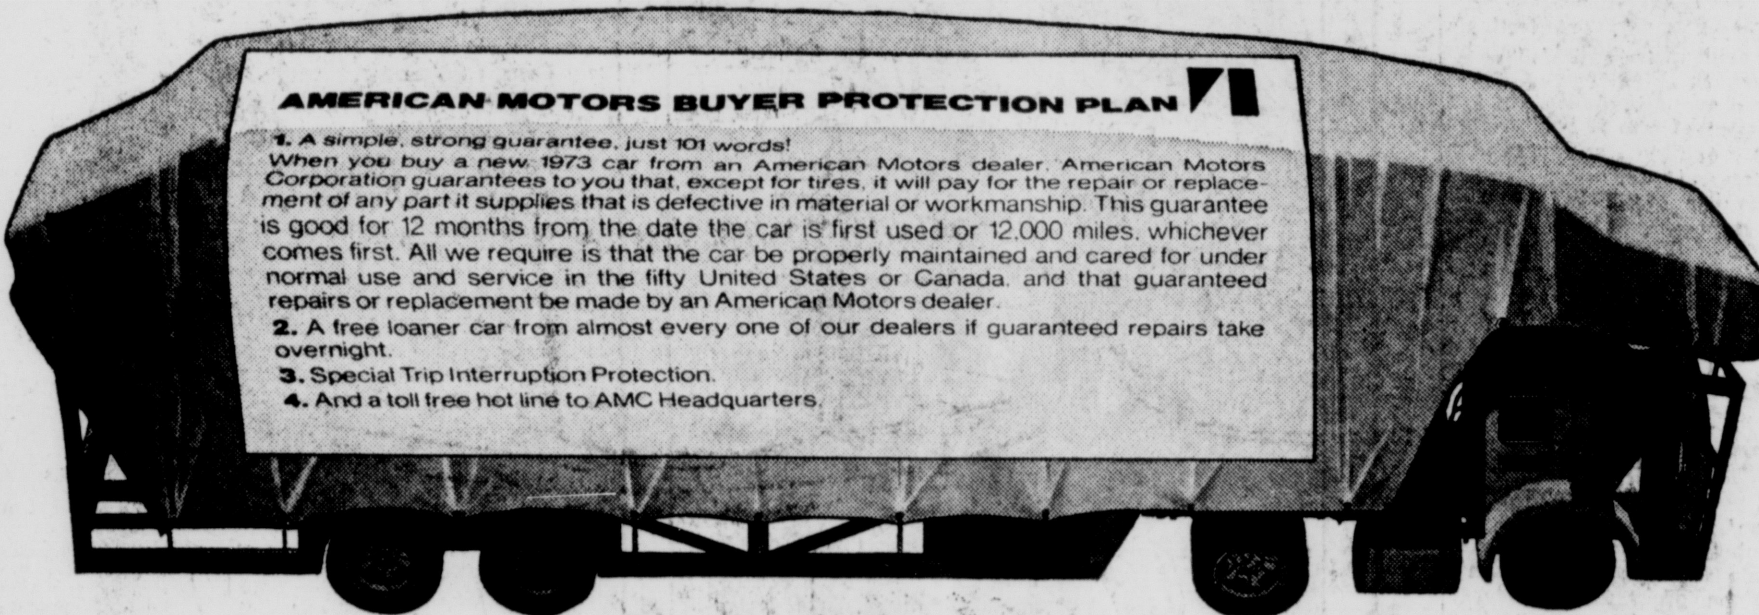 AMERICAN MOTORS BUYER PROTECTION PLAN
1. A simple, strong guarantee, just 101 words!
When you buy a new 1973 car from an American Motors dealer, American Motors
Corporation guarantees to you that, except for tires, it will pay for the repair or replace-
ment of any part it supplies that is defective in material or workmanship. This guarantee
is good for 12 months from the date the car is first used or 12,000 miles, whichever
comes first. All we require is that the car be properly maintained and cared for under
normal use and service in the fifty United States or Canada, and that guaranteed
repairs or replacement be made by an American Motors dealer.
2. A free loaner car from almost every one of our dealers if guaranteed repairs take
overnight.
3. Special Trip Interruption Protection.
4. And a toll free hot line to AMC Headquarters.